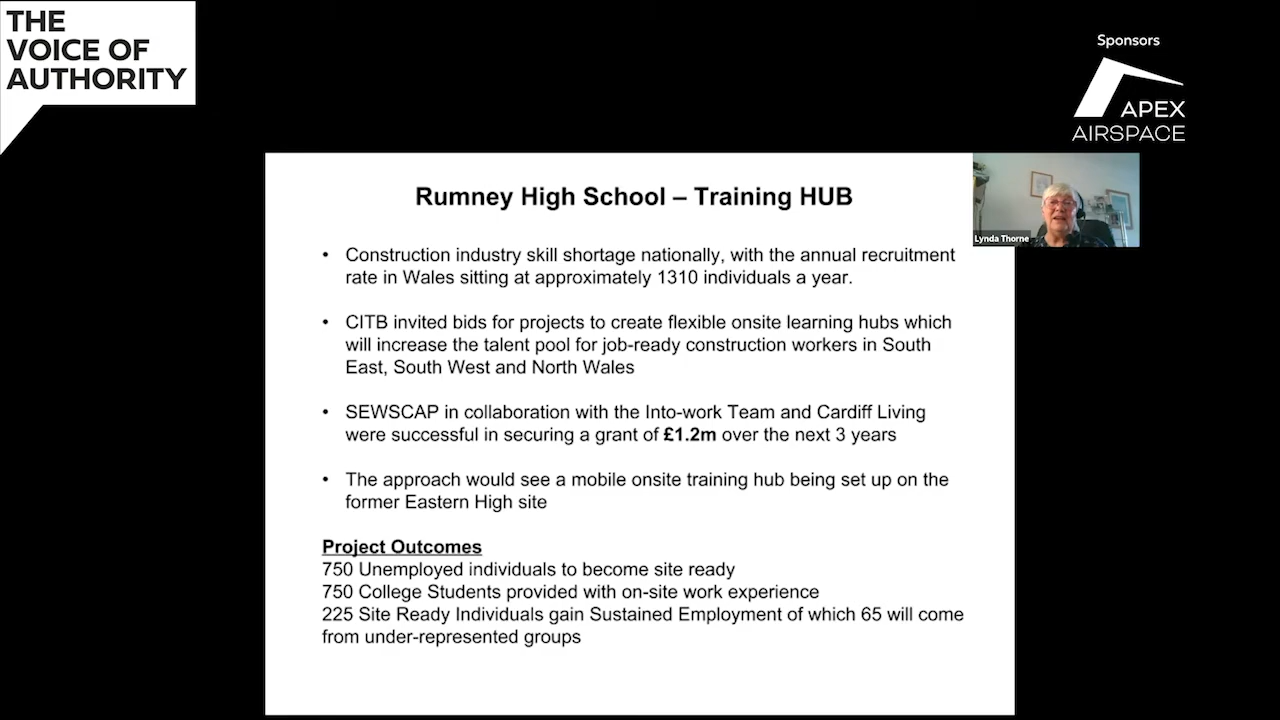 THE
VOICE OF
AUTHORITY
Sponsors
APEX
AIRSPACE
Lynda Thorne
Rumney High School – Training HUB
• Construction industry skill shortage nationally, with the annual recruitment
rate in Wales sitting at approximately 1310 individuals a year.
• CITB invited bids for projects to create flexible onsite learning hubs which
will increase the talent pool for job-ready construction workers in South
East, South West and North Wales
• SEWSCAP in collaboration with the Into-work Team and Cardiff Living
were successful in securing a grant of £1.2m over the next 3 years
• The approach would see a mobile onsite training hub being set up on the
former Eastern High site
Project Outcomes
750 Unemployed individuals to become site ready
750 College Students provided with on-site work experience
225 Site Ready Individuals gain Sustained Employment of which 65 will come
from under-represented groups